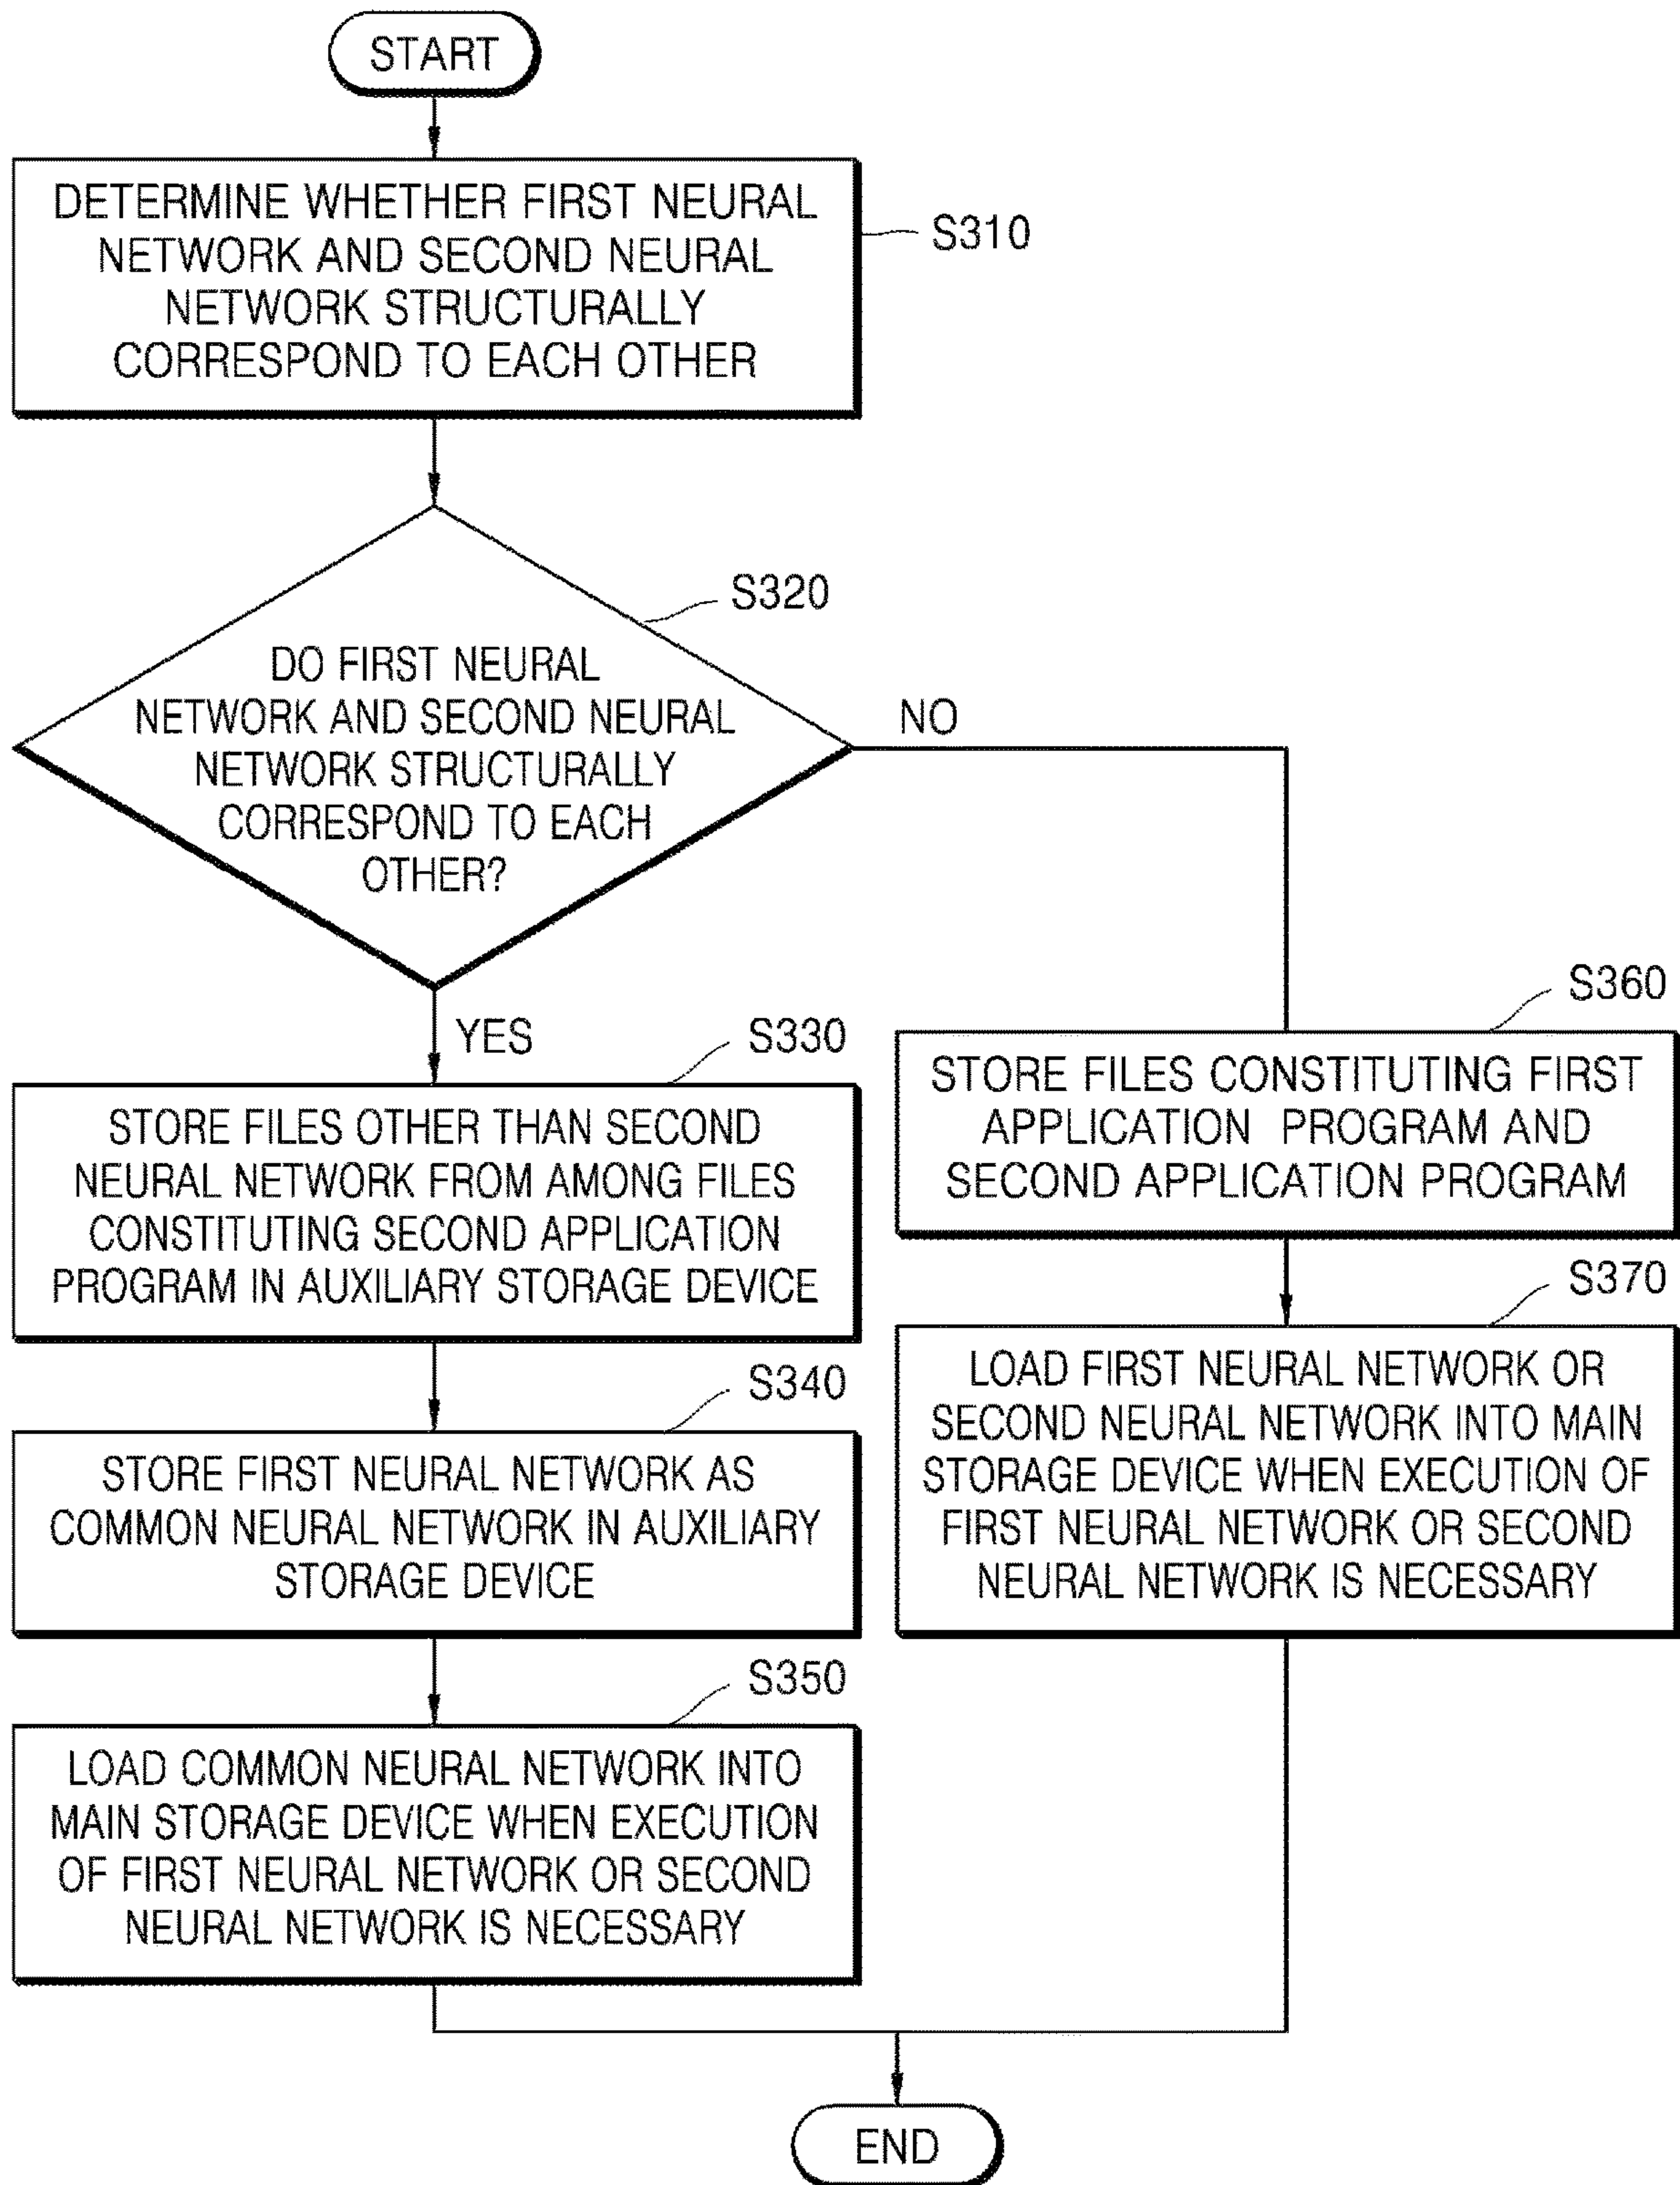 START
DETERMINE WHETHER FIRST NEURAL
NETWORK AND SECOND NEURAL
NETWORK STRUCTURALLY
CORRESPOND TO EACH OTHER
S310
S320
DO FIRST NEURAL
NETWORK AND SECOND NEURAL
NETWORK STRUCTURALLY
CORRESPOND TO EACH
OTHER?
NO
YES
S330
STORE FILES OTHER THAN SECOND
NEURAL NETWORK FROM AMONG FILES
CONSTITUTING SECOND APPLICATION
PROGRAM IN AUXILIARY STORAGE DEVICE
S340
STORE FIRST NEURAL NETWORK AS
COMMON NEURAL NETWORK IN AUXILIARY
STORAGE DEVICE
S350
LOAD COMMON NEURAL NETWORK INTO
MAIN STORAGE DEVICE WHEN EXECUTION
OF FIRST NEURAL NETWORK OR SECOND
NEURAL NETWORK IS NECESSARY
S360
STORE FILES CONSTITUTING FIRST
APPLICATION PROGRAM AND
SECOND APPLICATION PROGRAM
S370
LOAD FIRST NEURAL NETWORK OR
SECOND NEURAL NETWORK INTO MAIN
STORAGE DEVICE WHEN EXECUTION OF
FIRST NEURAL NETWORK OR SECOND
NEURAL NETWORK IS NECESSARY
END